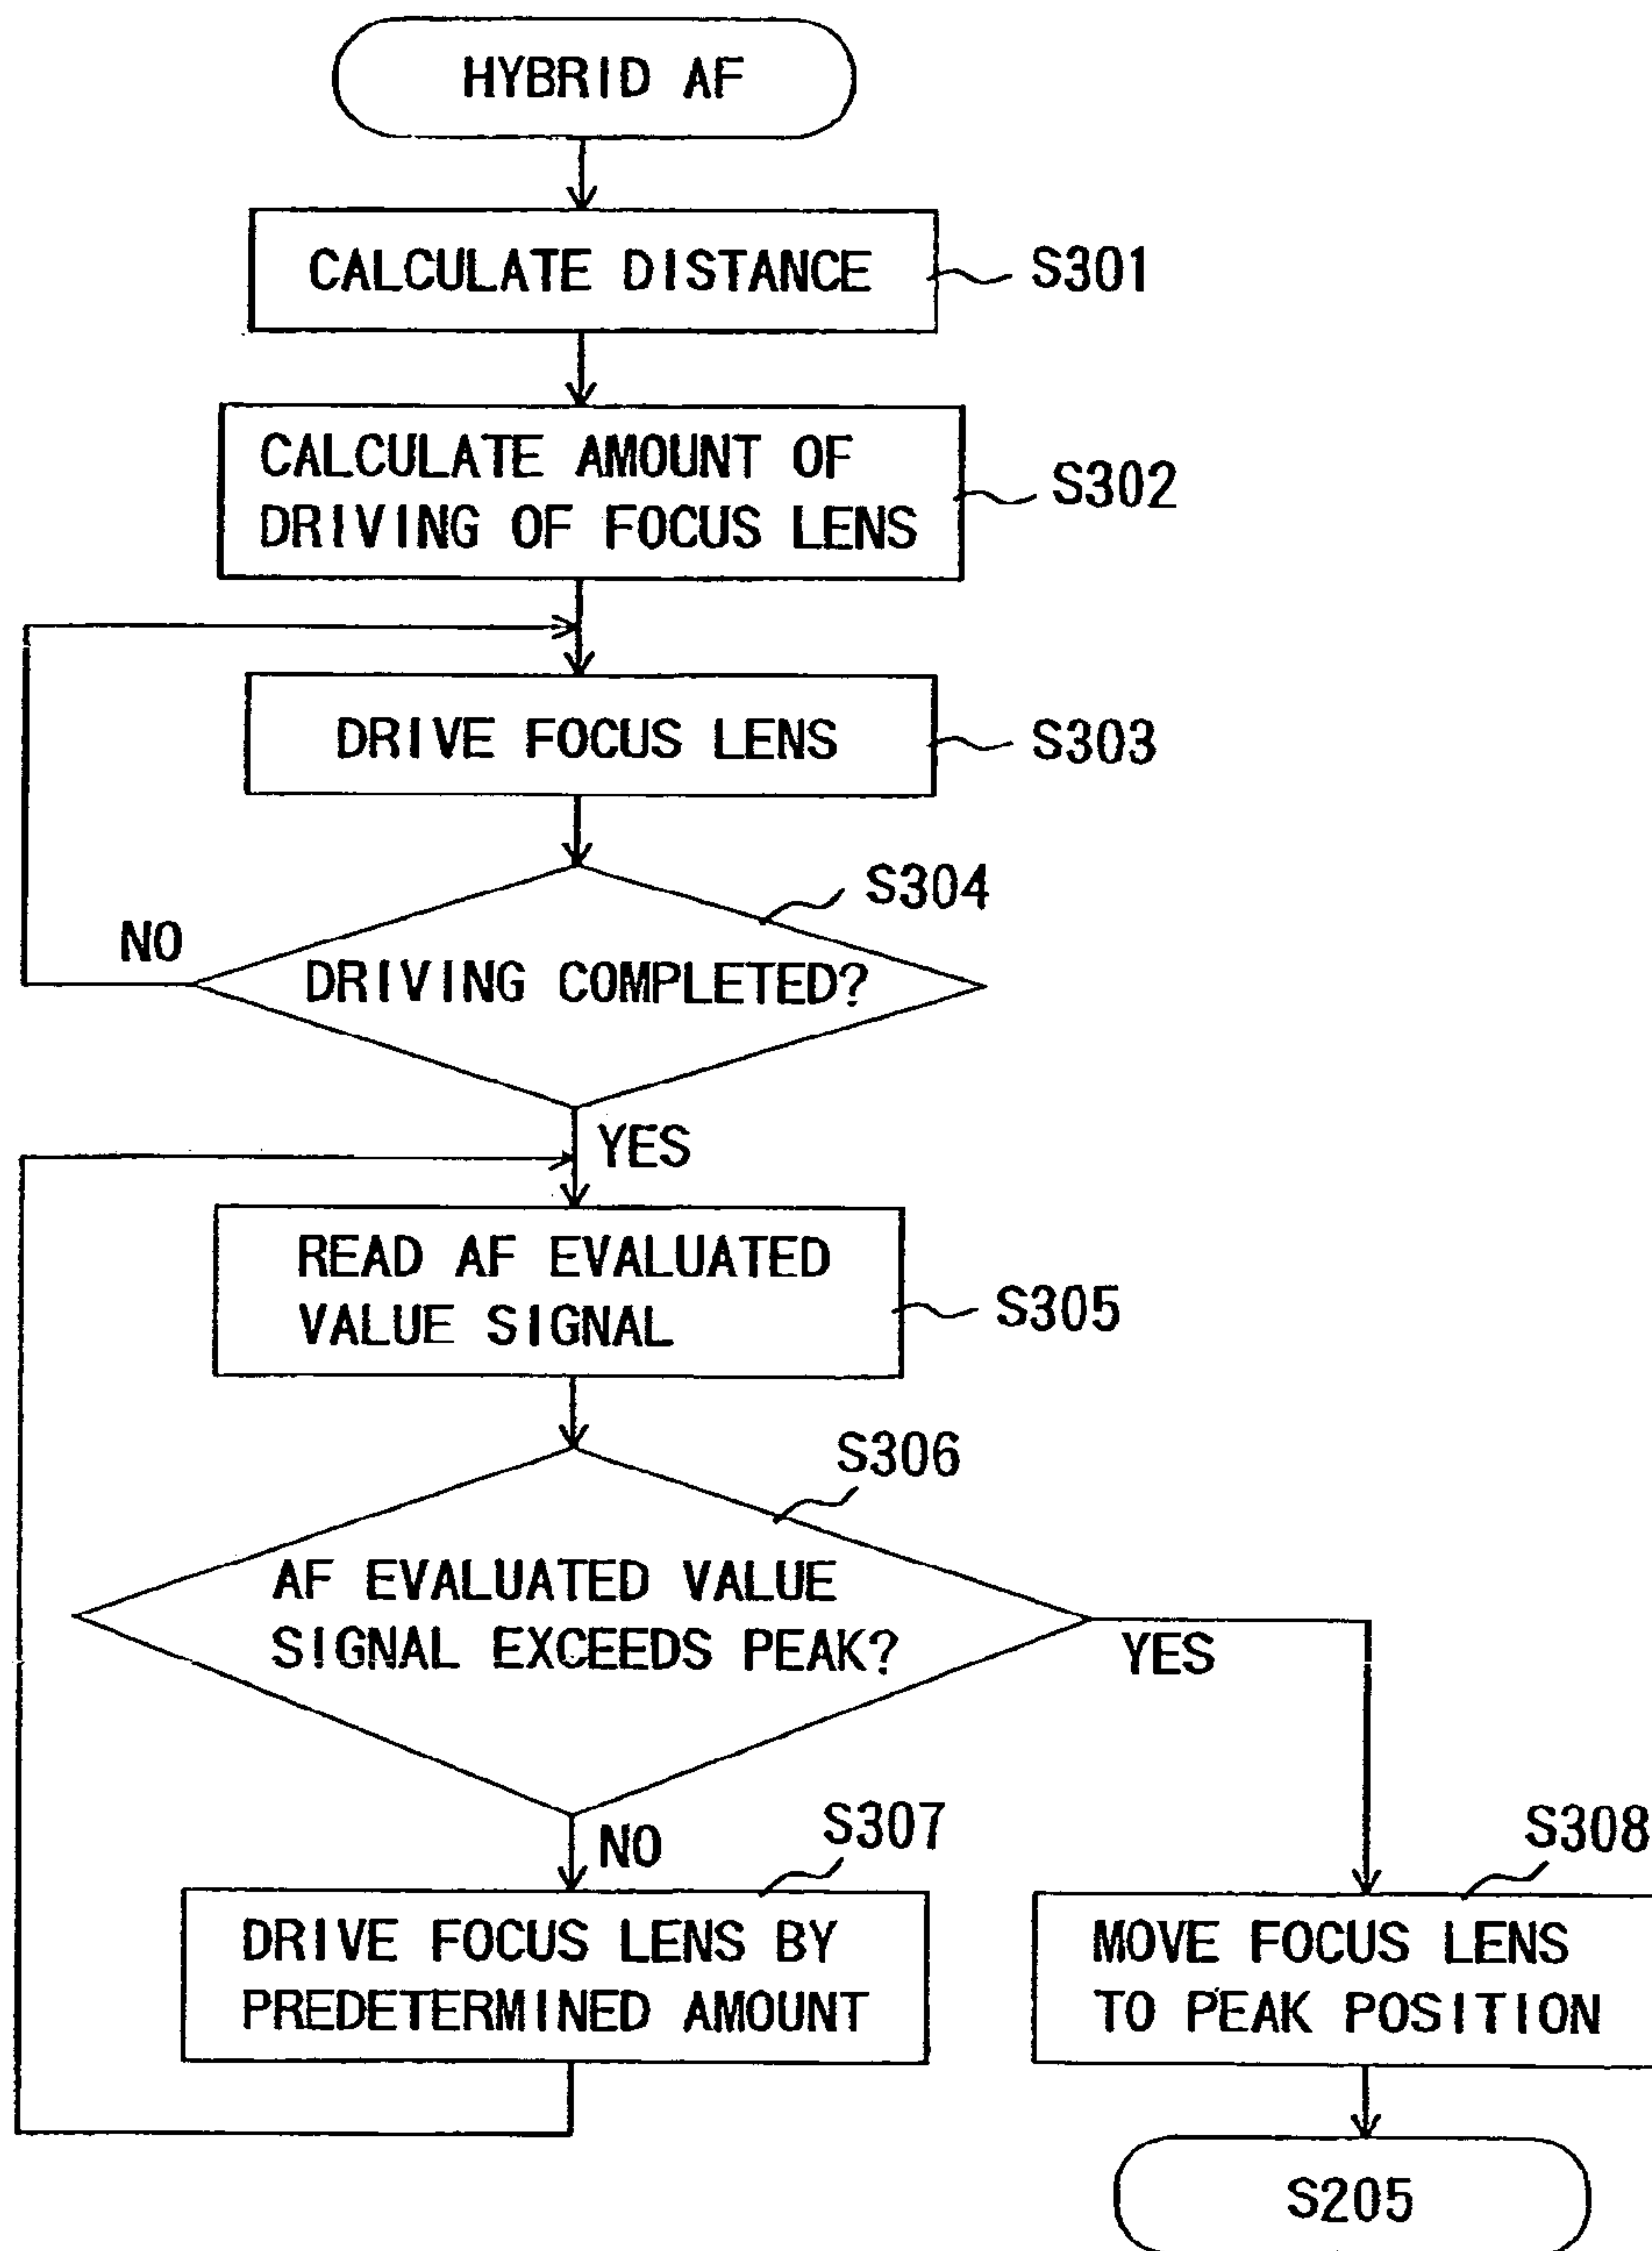 HYBRID AF
CALCULATE DISTANCE
S301
CALCULATE AMOUNT OF
DRIVING OF FOCUS LENS
S302
DRIVE FOCUS LENS
S303
S304
NO
DRIVING COMPLETED?
YES
READ AF EVALUATED
VALUE SIGNAL
S305
S306
AF EVALUATED VALUE
SIGNAL EXCEEDS PEAK?
YES
NO
S307
S308
DRIVE FOCUS LENS BY
PREDETERMINED AMOUNT
MOVE FOCUS LENS
TO PEAK POSITION
S205